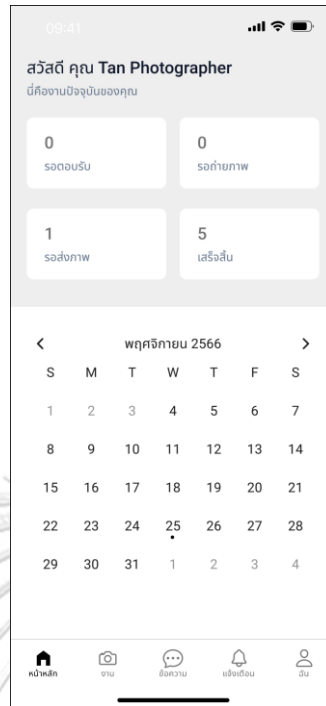 09:41
สวัสดี คุณ Tan Photographer
นี่คืองานปัจจุบันของคุณ
0 0
รอตอบรับ รอถ่ายภาพ
1 5
รอส่งภาพ เสร็จสิ้น
พฤศจิกายน 2566
S M T W T F S
1 2 3 4 5 6 7
8 9 10 11 12 13 14
15 16 17 18 19 20 21
22 23 24 25 26 27 28
29 30 31 1 2 3 4
หน้าหลัก งาน ข้อความ แจ้งเตือน ฉัน